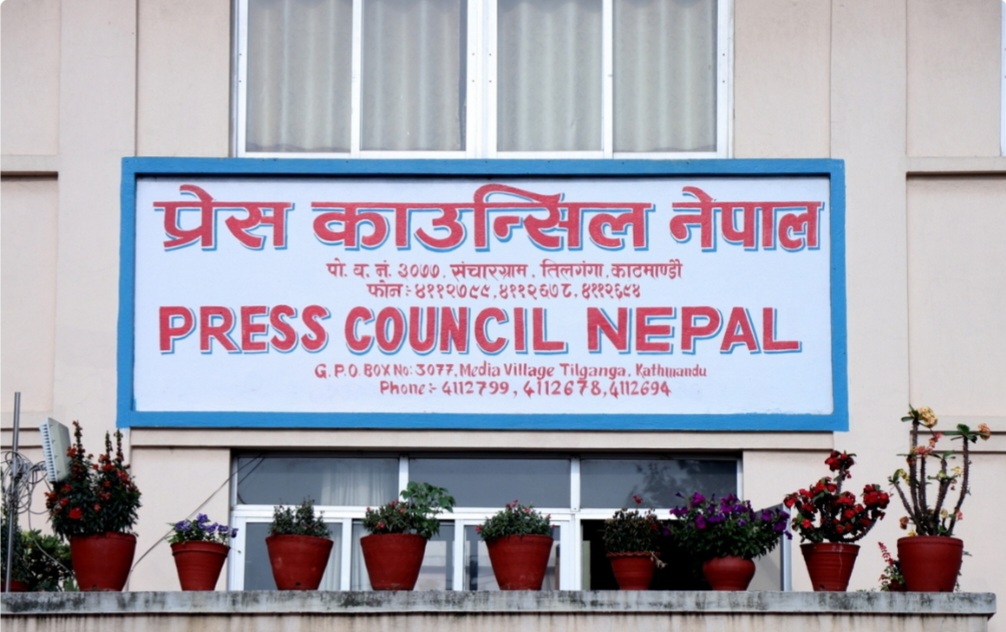 प्रेस काउन्सिल नेपाल
पो. व. नं. ३०७७. संचारग्राम, तिलगंगा, काठमाण्डौ
फोन:- ४११२७९९, ४११२६७८, ४११२६९४
PRESS COUNCIL NEPAL
G.P.O. BOX No: 3077, Media Village Tilganga, Kathmandu
Phone:- 4112799, 4112678, 4112694